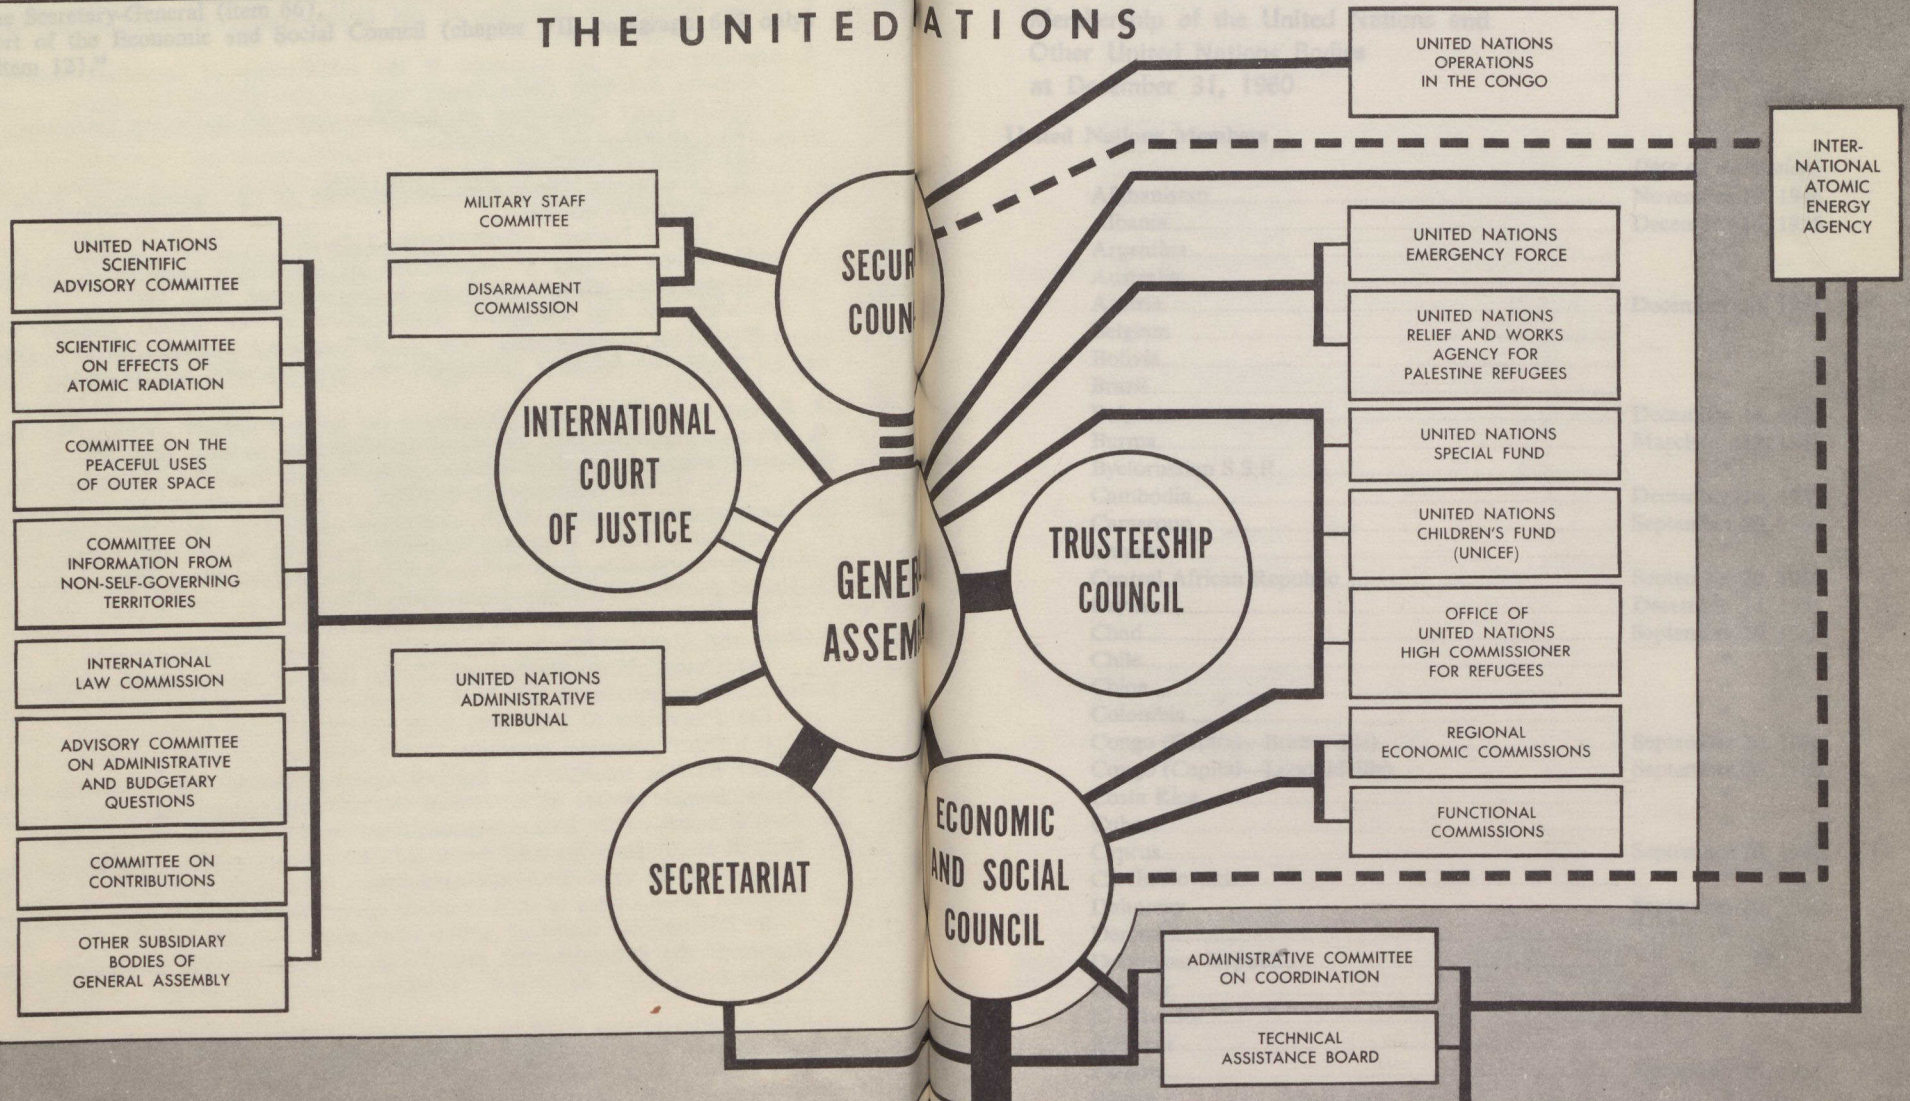 THE UNITED NATIONS
UNITED NATIONS
OPERATIONS
IN THE CONGO
INTER-
NATIONAL
ATOMIC
ENERGY
AGENCY
MILITARY STAFF
COMMITTEE
DISARMAMENT
COMMISSION
SECUR
COUN
UNITED NATIONS
EMERGENCY FORCE
UNITED NATIONS
RELIEF AND WORKS
AGENCY FOR
PALESTINE REFUGEES
UNITED NATIONS
SCIENTIFIC
ADVISORY COMMITTEE
SCIENTIFIC COMMITTEE
ON EFFECTS OF
ATOMIC RADIATION
COMMITTEE ON THE
PEACEFUL USES
OF OUTER SPACE
COMMITTEE ON
INFORMATION FROM
NON-SELF-GOVERNING
TERRITORIES
INTERNATIONAL
LAW COMMISSION
ADVISORY COMMITTEE
ON ADMINISTRATIVE
AND BUDGETARY
QUESTIONS
COMMITTEE ON
CONTRIBUTIONS
OTHER SUBSIDIARY
BODIES OF
GENERAL ASSEMBLY
INTERNATIONAL
COURT
OF JUSTICE
GENER
ASSEM
TRUSTEESHIP
COUNCIL
UNITED NATIONS
SPECIAL FUND
UNITED NATIONS
CHILDREN'S FUND
(UNICEF)
OFFICE OF
UNITED NATIONS
HIGH COMMISSIONER
FOR REFUGEES
REGIONAL
ECONOMIC COMMISSIONS
FUNCTIONAL
COMMISSIONS
UNITED NATIONS
ADMINISTRATIVE
TRIBUNAL
SECRETARIAT
ECONOMIC
AND SOCIAL
COUNCIL
ADMINISTRATIVE COMMITTEE
ON COORDINATION
TECHNICAL
ASSISTANCE BOARD